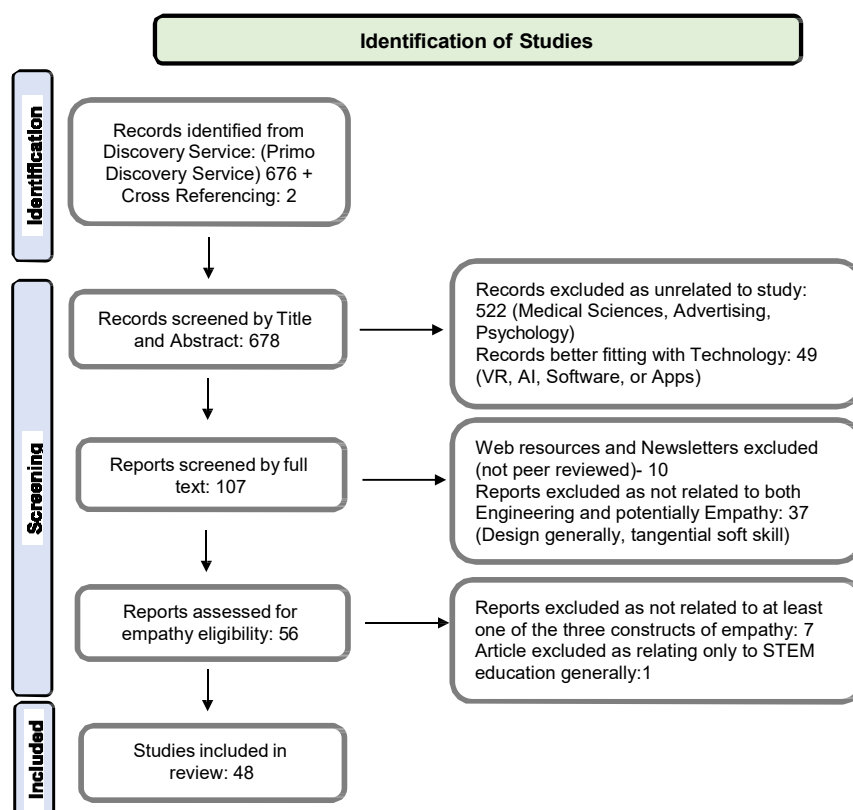 Identification of Studies
Identification
Records identified from
Discovery Service: (Primo
Discovery Service) 676 +
Cross Referencing: 2
Screening
Records screened by Title
and Abstract: 678
Records excluded as unrelated to study:
522 (Medical Sciences, Advertising,
Psychology)
Records better fitting with Technology: 49
(VR, AI, Software, or Apps)
Reports screened by full
text: 107
Web resources and Newsletters excluded
(not peer reviewed)- 10
Reports excluded as not related to both
Engineering and potentially Empathy: 37
(Design generally, tangential soft skill)
Reports assessed for
empathy eligibility: 56
Reports excluded as not related to at least
one of the three constructs of empathy: 7
Article excluded as relating only to STEM
education generally:1
Included
Studies included in
review: 48